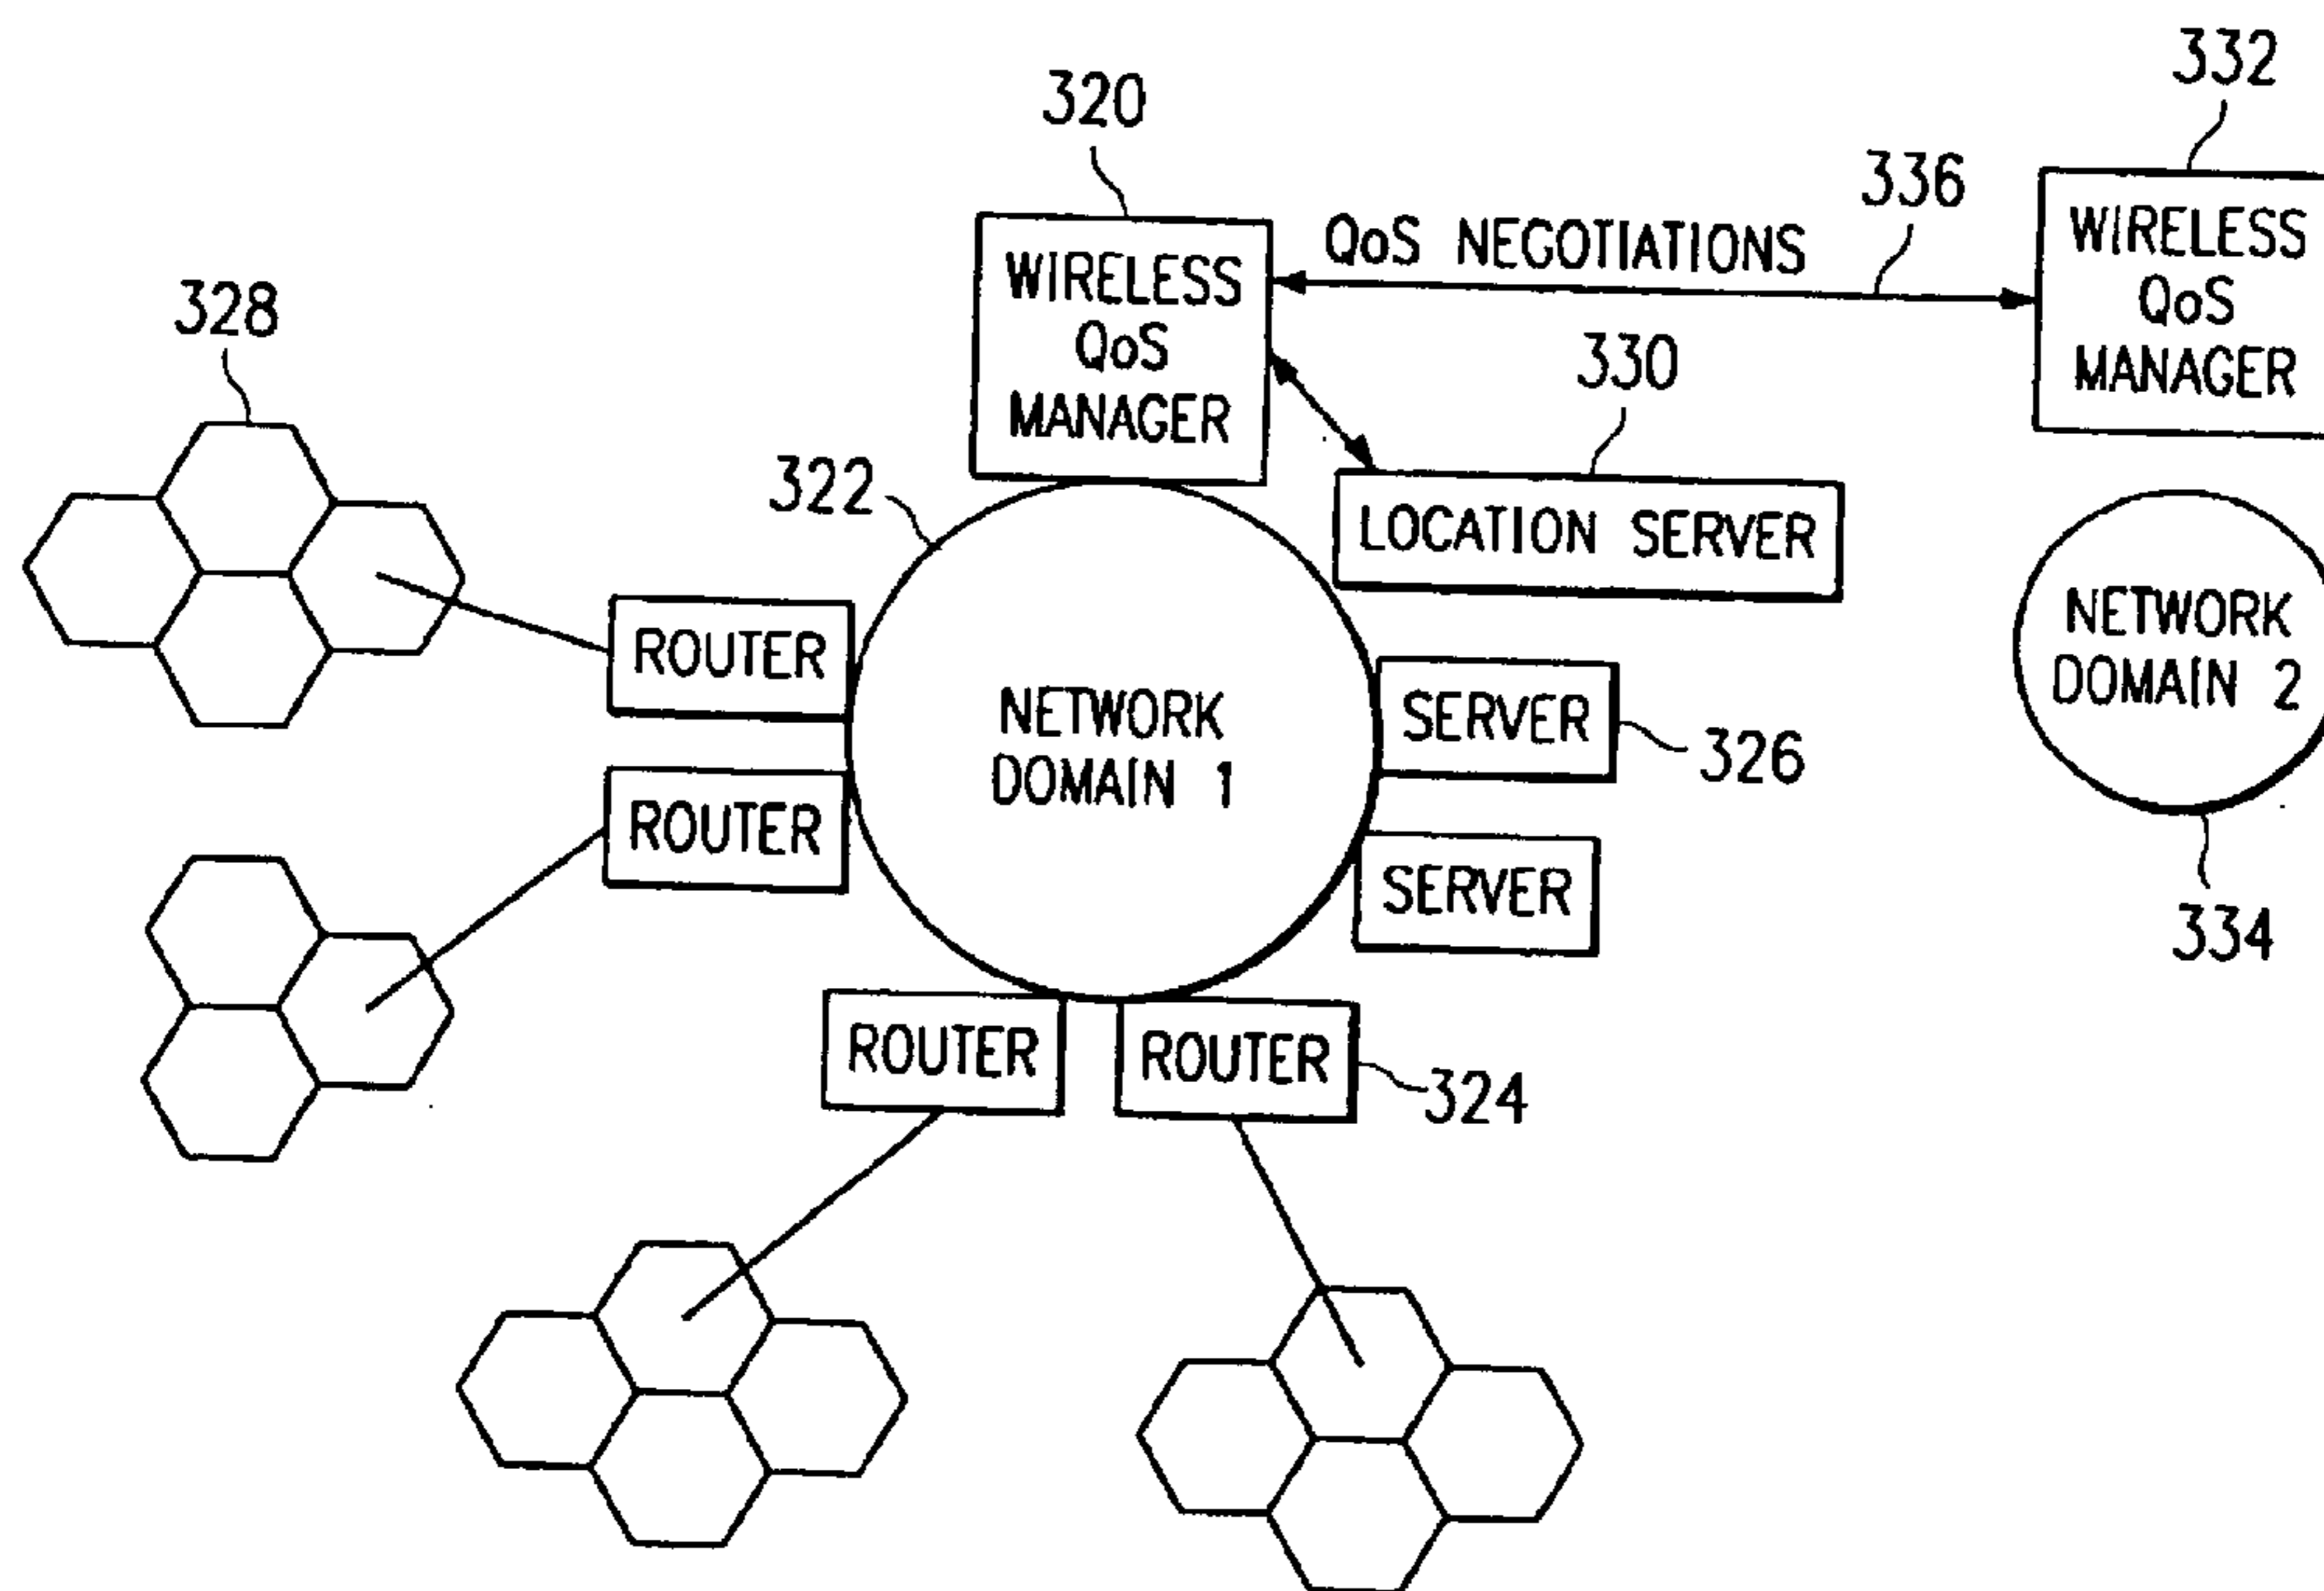 332
320
336
WIRELESS
QoS
MANAGER
QoS NEGOTIATIONS
WIRELESS
QoS
MANAGER
328
330
322
LOCATION SERVER
ROUTER
NETWORK
DOMAIN 1
SERVER
326
NETWORK
DOMAIN 2
ROUTER
SERVER
334
ROUTER
ROUTER
324